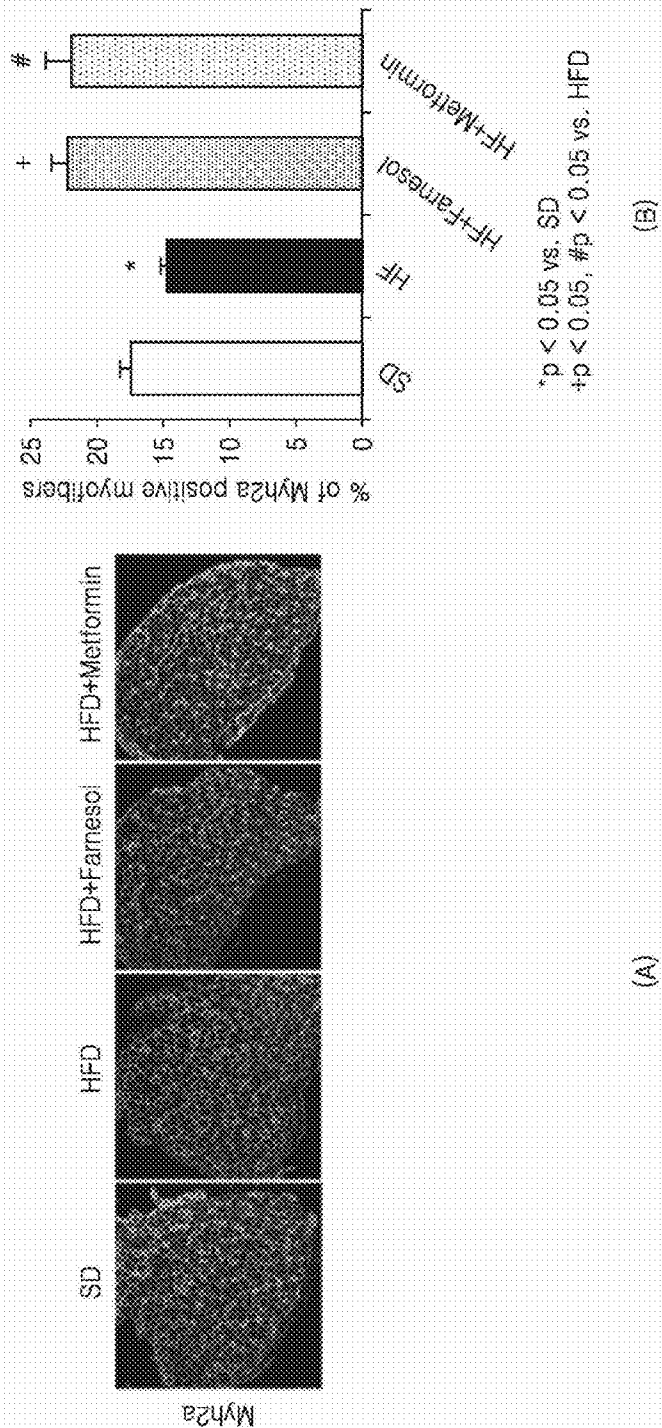 SD
HFD
HFD+Farnesol
HFD+Metformin
Myh2a
(A)
% of Myh2a positive myofibers
25
20
15
10
5
0
*
+
#
SD
HF
HF+Farnesol
HF+Metformin
*p < 0.05 vs. SD
+p < 0.05, #p < 0.05 vs. HFD
(B)